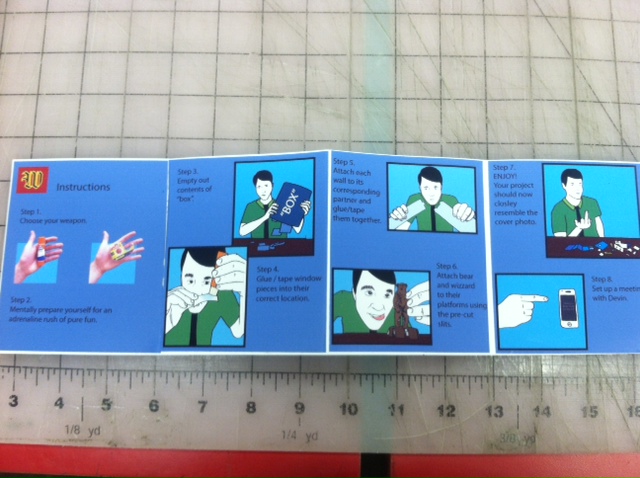 W
Instructions
Step 1.
Choose your weapon.
Step 2.
Mentally prepare yourself for an
adrenaline rush of pure fun.
Step 3.
Empty out
contents of
"box".
"BOX"
Step 4.
Glue / tape window
pieces into their
correct location.
Step 5.
Attach each
wall to its
corresponding
partner and
glue/tape
them together.
Step 6.
Attach bear
and wizzard
to their
platforms using
the pre-cut
slits.
Step 7.
ENJOY!
Your project
should now
closley
resemble the
cover photo.
Step 8.
Set up a meetin
with Devin.
3 4 5 6 7 8 9 10 11 12 13 14 15 16
1/8 yd 1/4 yd 3/8 yd